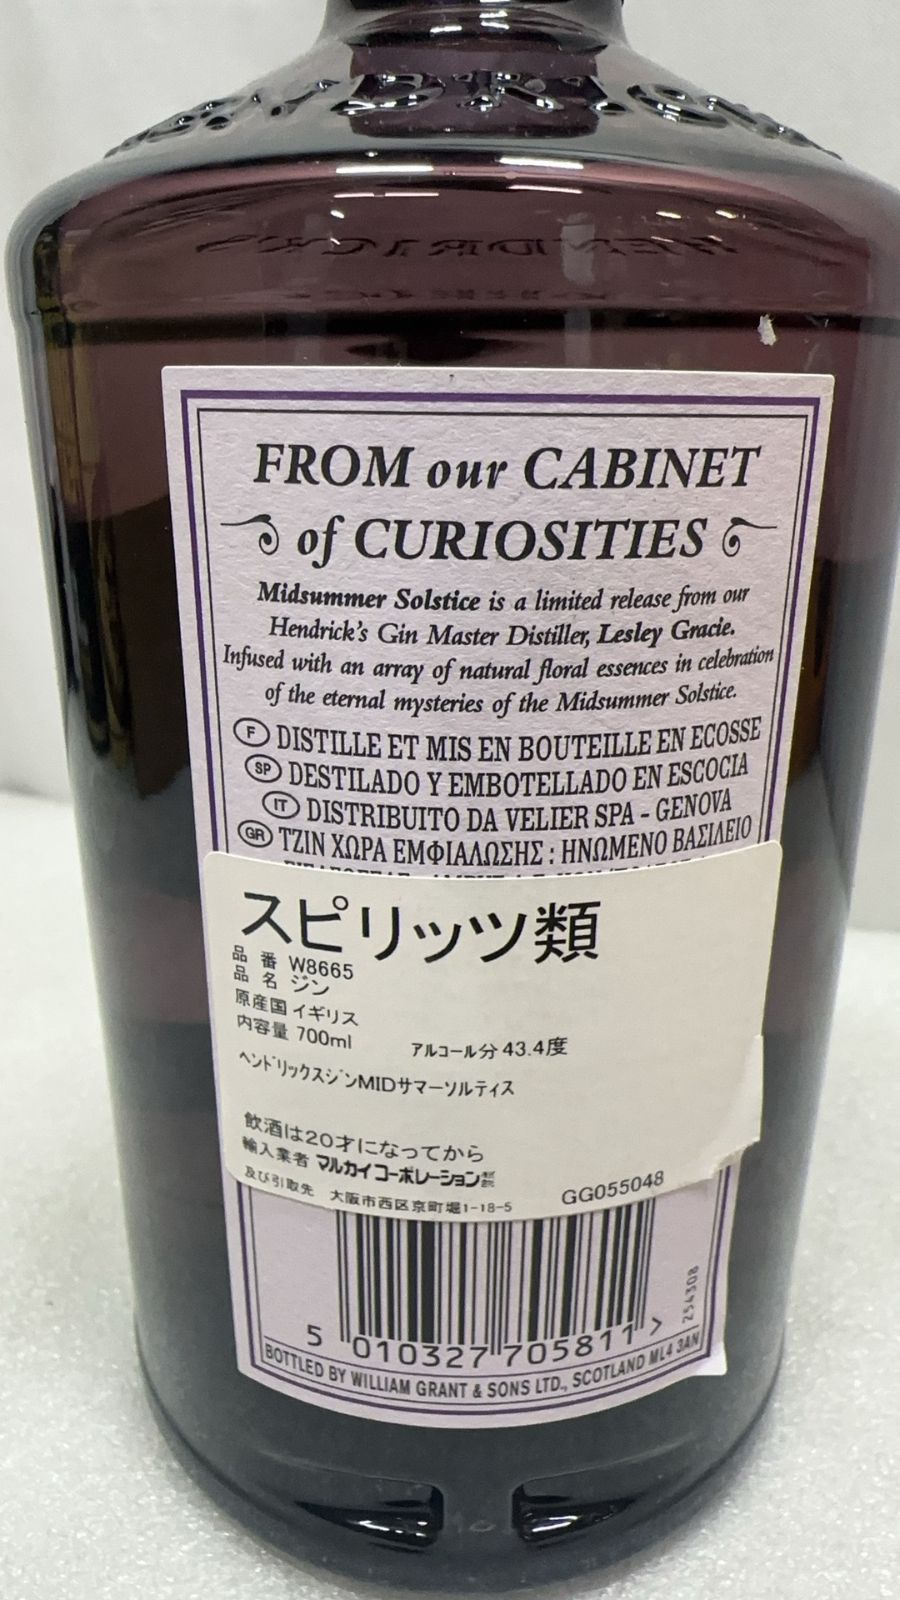 HENDRICK'S
FROM our CABINET
of CURIOSITIES
Midsummer Solstice is a limited release from our
Hendrick's Gin Master Distiller, Lesley Gracie.
Infused with an array of natural floral essences in celebration
of the eternal mysteries of the Midsummer Solstice.
F DISTILLE ET MIS EN BOUTEILLE EN ECOSSE
SP DESTILADO Y EMBOTELLADO EN ESCOCIA
IT DISTRIBUITO DA VELIER SPA - GENOVA
GR ΤΖΙΝ ΧΩΡΑ ΕΜΦΙΑΛΩΣΗΣ : ΗΝΩΜΕΝΟ ΒΑΣΙΛΕΙΟ
スピリッツ類
品 番 W8665
品 名 ジン
原産国 イギリス
内容量 700ml アルコール分 43.4度
ヘンドリックスジンMIDサマーソルティス
飲酒は20才になってから
輸入業者 マルカイコーポレーション
及び引取先 大阪市西区京町堀1-18-5 GG055048
254308
5 010327 705811 >
BOTTLED BY WILLIAM GRANT & SONS LTD., SCOTLAND ML4 3AN